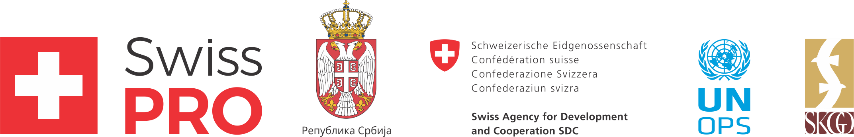 Swiss
PRO
Република Србија
Schweizerische Eidgenossenschaft
Confédération suisse
Confederazione Svizzera
Confederaziun svizra
Swiss Agency for Development
and Cooperation SDC
UN
OPS
SKGO